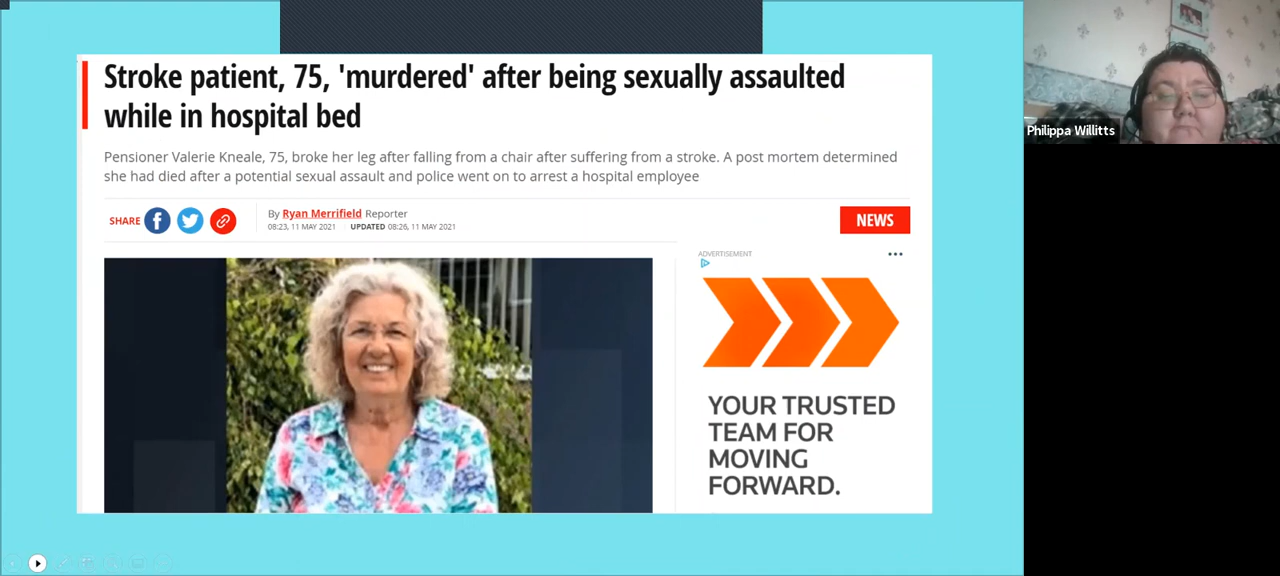 Stroke patient, 75, 'murdered' after being sexually assaulted
while in hospital bed
Pensioner Valerie Kneale, 75, broke her leg after falling from a chair after suffering from a stroke. A post mortem determined
she had died after a potential sexual assault and police went on to arrest a hospital employee
SHARE
By Ryan Merrifield Reporter
08:23, 11 MAY 2021 UPDATED 08:26, 11 MAY 2021
NEWS
ADVERTISEMENT
YOUR TRUSTED
TEAM FOR
MOVING
FORWARD.
Philippa Willitts